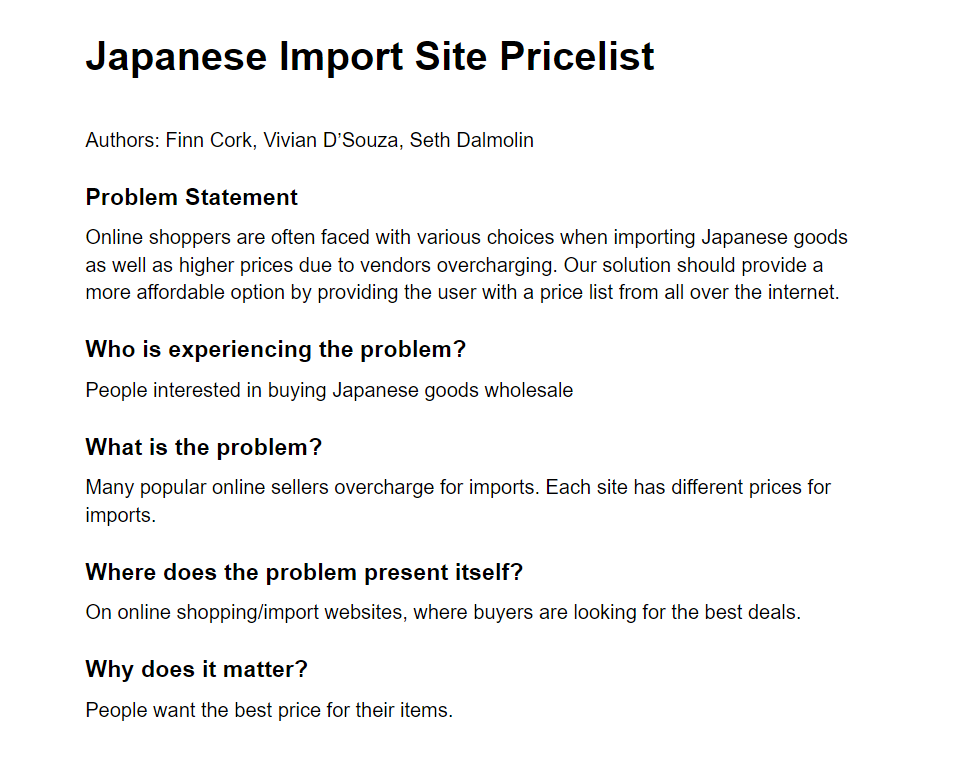 Japanese Import Site Pricelist
Authors: Finn Cork, Vivian D’Souza, Seth Dalmolin
Problem Statement
Online shoppers are often faced with various choices when importing Japanese goods
as well as higher prices due to vendors overcharging. Our solution should provide a
more affordable option by providing the user with a price list from all over the internet.
Who is experiencing the problem?
People interested in buying Japanese goods wholesale
What is the problem?
Many popular online sellers overcharge for imports. Each site has different prices for
imports.
Where does the problem present itself?
On online shopping/import websites, where buyers are looking for the best deals.
Why does it matter?
People want the best price for their items.